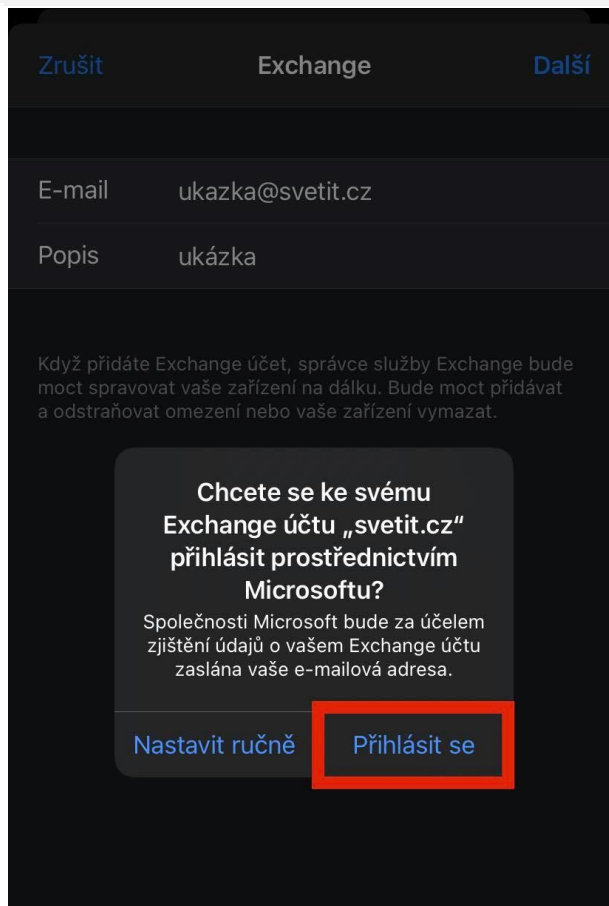 Zrušit Exchange Další
E-mail ukazka@svetit.cz
Popis ukázka
Když přidáte Exchange účet, správce služby Exchange bude
moct spravovat vaše zařízení na dálku. Bude moct přidávat
a odstraňovat omezení nebo vaše zařízení vymazat.
Chcete se ke svému
Exchange účtu „svetit.cz“
přihlásit prostřednictvím
Microsoftu?
Společnosti Microsoft bude za účelem
zjištění údajů o vašem Exchange účtu
zaslána vaše e-mailová adresa.
Nastavit ručně Přihlásit se